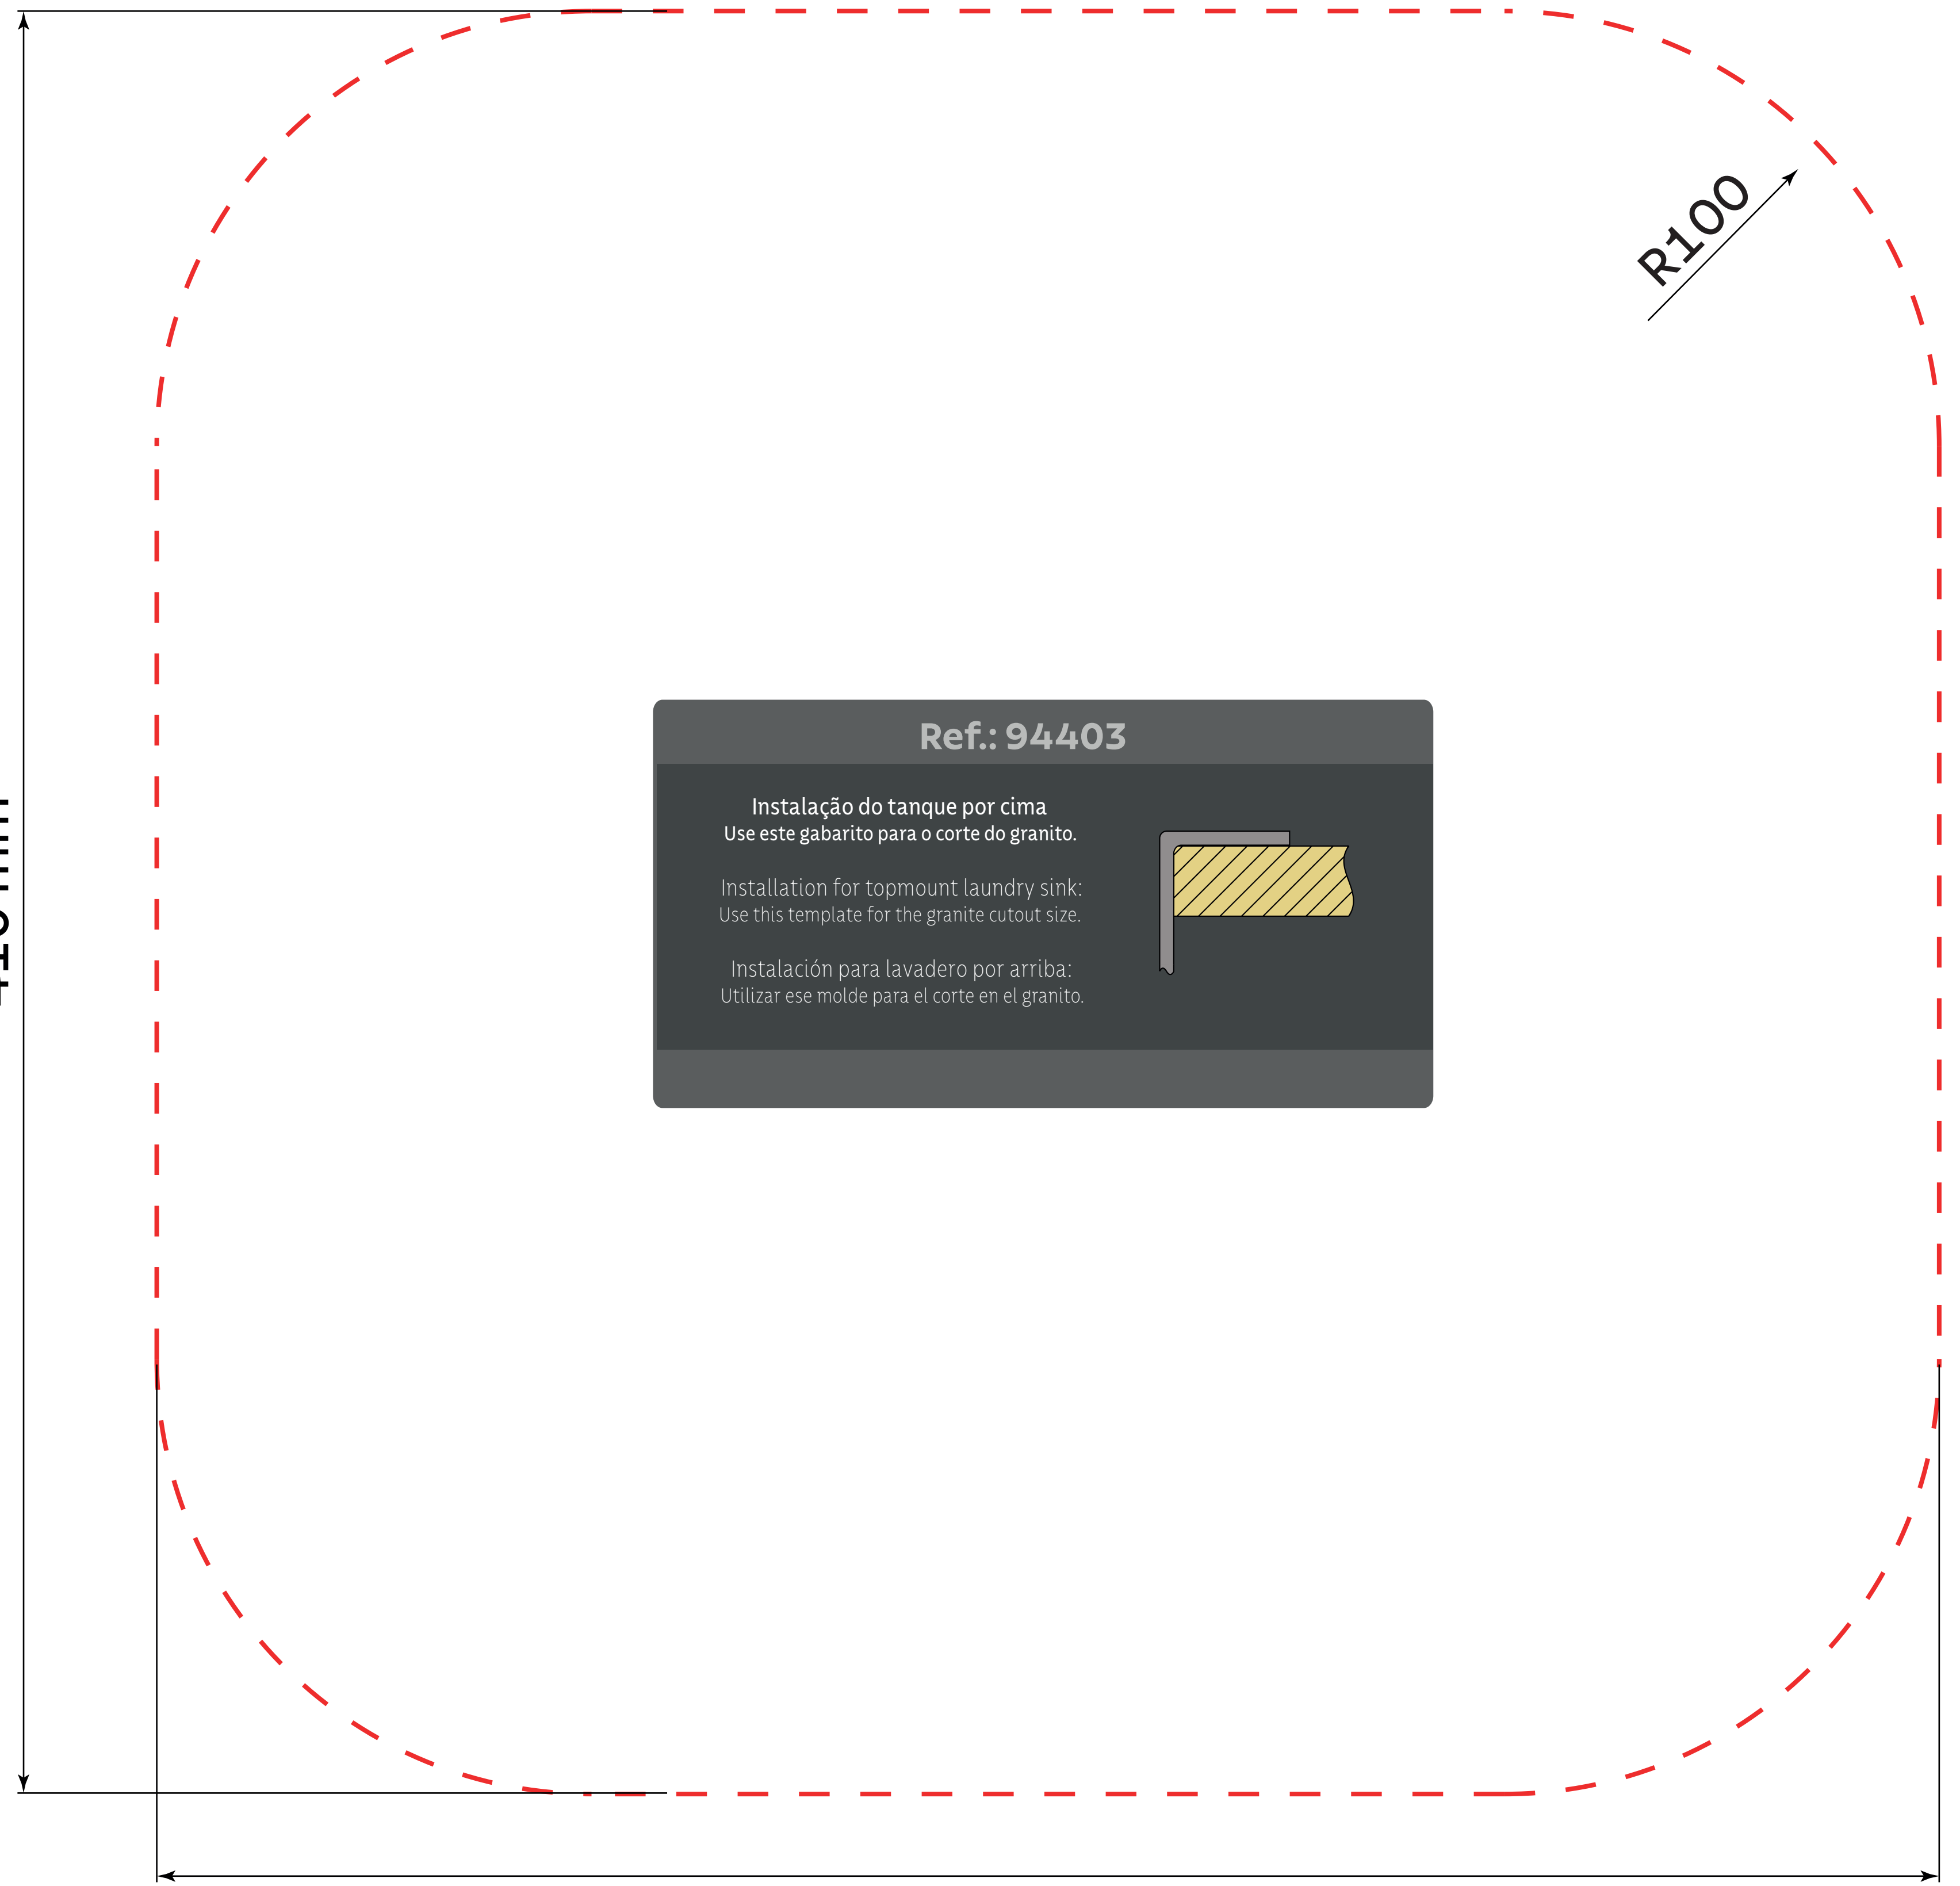 R100
Ref.: 94403
Instalação do tanque por cima
Use este gabarito para o corte do granito.
Installation for topmount laundry sink:
Use this template for the granite cutout size.
Instalación para lavadero por arriba:
Utilizar ese molde para el corte en el granito.